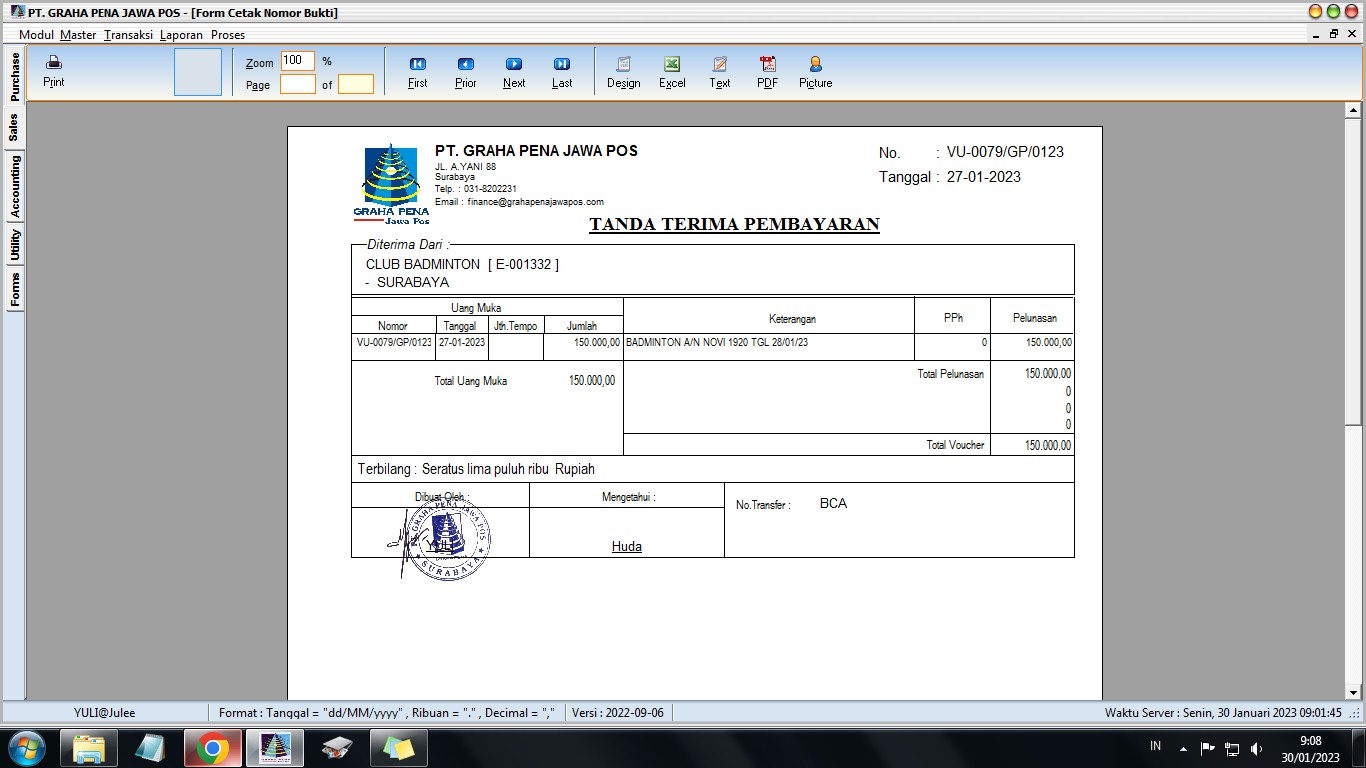 PT. GRAHA PENA JAWA POS - [Form Cetak Nomor Bukti]
Modul Master Transaksi Laporan Proses
Purchase
Sales
Accounting
Utility
Forms
Print
Zoom 100 %
Page of
First Prior Next Last
Design Excel Text PDF Picture
GRAHA PENA
Jawa Pos
PT. GRAHA PENA JAWA POS
JL. A.YANI 88
Surabaya
Telp. : 031-8202231
Email : finance@grahapenajawapos.com
No. : VU-0079/GP/0123
Tanggal : 27-01-2023
TANDA TERIMA PEMBAYARAN
Diterima Dari :
CLUB BADMINTON [ E-001332 ]
- SURABAYA
Uang Muka Keterangan PPh Pelunasan
Nomor Tanggal Jth.Tempo Jumlah
VU-0079/GP/0123 27-01-2023 150.000,00 BADMINTON A/N NOVI 1920 TGL 28/01/23 0 150.000,00
Total Uang Muka 150.000,00 Total Pelunasan 150.000,00
0
0
0
Total Voucher 150.000,00
Terbilang : Seratus lima puluh ribu Rupiah
Dibuat Oleh : Mengetahui : No.Transfer : BCA
GRAHA PENA JAWA POS
SURABAYA
YULI
Huda
YULI@Julee Format : Tanggal = "dd/MM/yyyy" , Ribuan = "." , Decimal = "," Versi : 2022-09-06 Waktu Server : Senin, 30 Januari 2023 09:01:45
IN 9:08
30/01/2023